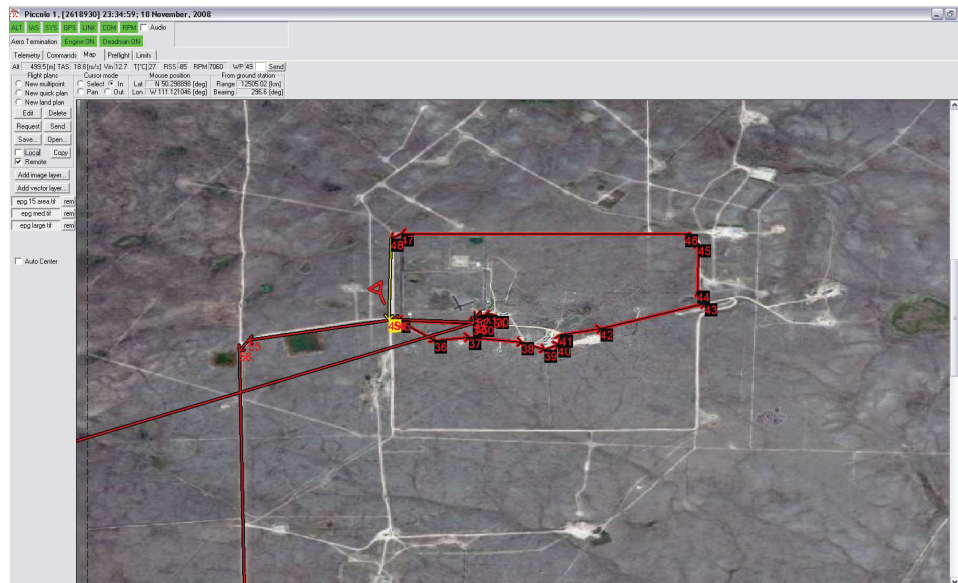 Piccolo 1, [2618930] 23:34:59; 18 November, 2008
ALT IAS SVS GPS LINK COM RPM Audio
Aero Termination Engine ON Deadman ON
Telemetry Commands Map Preflight Limits
Alt 499.5[m] TAS 18.8[m/s] Vin 12.7 T[°C] 27 RSS -85 RPM 7060 WP 49 Send
Flight plans Cursor mode Mouse position From ground station
New multipoint Select In Lat N 50.298898 [deg] Range 12505.02 [km]
New quick plan Pan Out Lon W 111.121046 [deg] Bearing 296.6 [deg]
New land plan
Edit Delete
Request Send
Save... Open...
Local Copy
Remote
Add image layer...
Add vector layer...
epg 15 area.tif rem
epg med.tif rem
epg large.tif rem
Auto Center
48 47 46
45
44
43
42
36 37 38 41
39 40